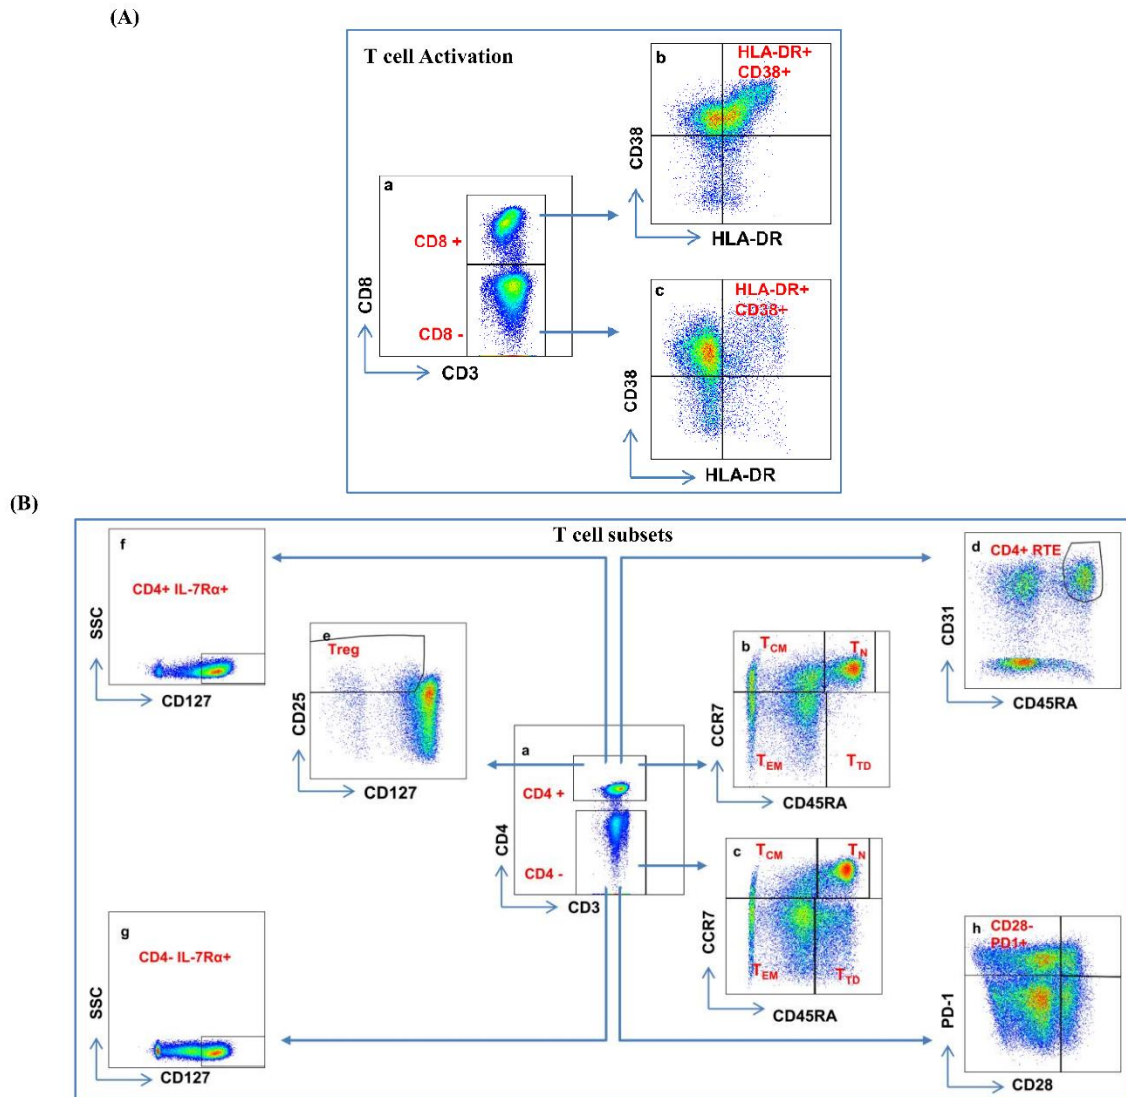 (A)
T cell Activation
b
HLA-DR+
CD38+
CD38
HLA-DR
a
CD8 +
CD8 -
CD8
CD3
c
HLA-DR+
CD38+
CD38
HLA-DR
(B)
T cell subsets
f
CD4+ IL-7Rα+
SSC
CD127
e
Treg
CD25
CD127
a
CD4 +
CD4 -
CD4
CD3
b
TCM
TN
TEM
TTD
CCR7
CD45RA
c
TCM
TN
TEM
TTD
CCR7
CD45RA
d
CD4+ RTE
CD31
CD45RA
g
CD4- IL-7Rα+
SSC
CD127
h
CD28-
PD1+
PD-1
CD28